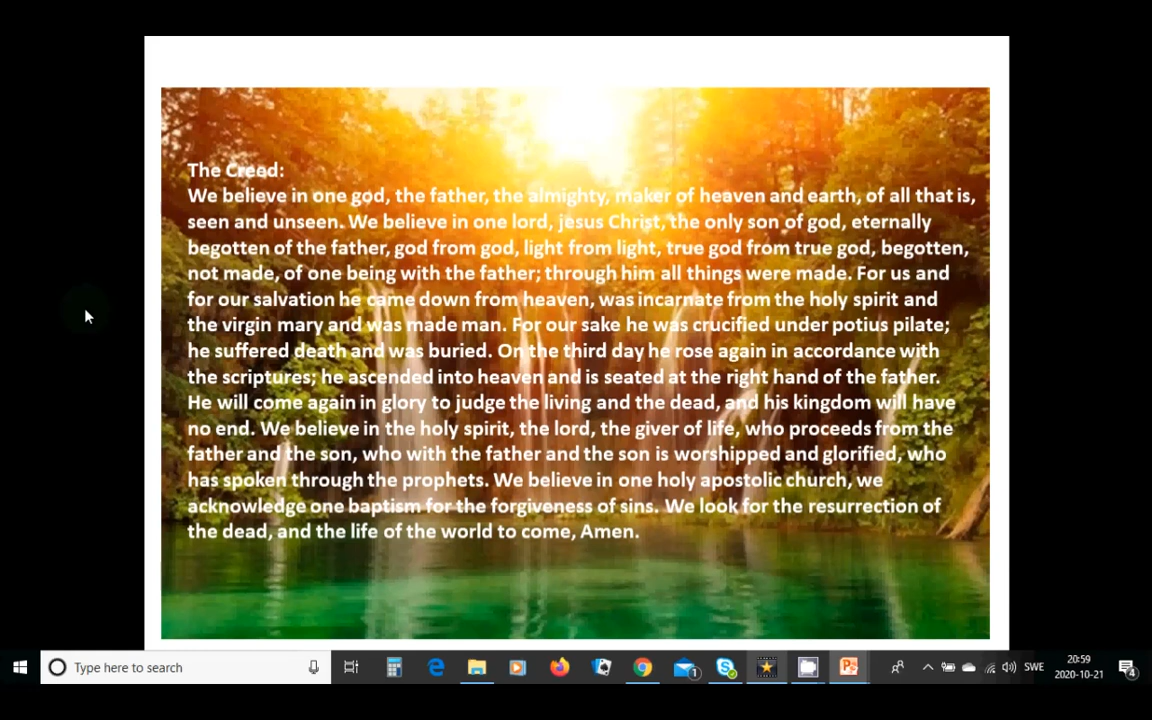 The Creed:
We believe in one god, the father, the almighty, maker of heaven and earth, of all that is,
seen and unseen. We believe in one lord, jesus Christ, the only son of god, eternally
begotten of the father, god from god, light from light, true god from true god, begotten,
not made, of one being with the father; through him all things were made. For us and
for our salvation he came down from heaven, was incarnate from the holy spirit and
the virgin mary and was made man. For our sake he was crucified under potius pilate;
he suffered death and was buried. On the third day he rose again in accordance with
the scriptures; he ascended into heaven and is seated at the right hand of the father.
He will come again in glory to judge the living and the dead, and his kingdom will have
no end. We believe in the holy spirit, the lord, the giver of life, who proceeds from the
father and the son, who with the father and the son is worshipped and glorified, who
has spoken through the prophets. We believe in one holy apostolic church, we
acknowledge one baptism for the forgiveness of sins. We look for the resurrection of
the dead, and the life of the world to come, Amen.
Type here to search
1
SWE
20:59
2020-10-21
4